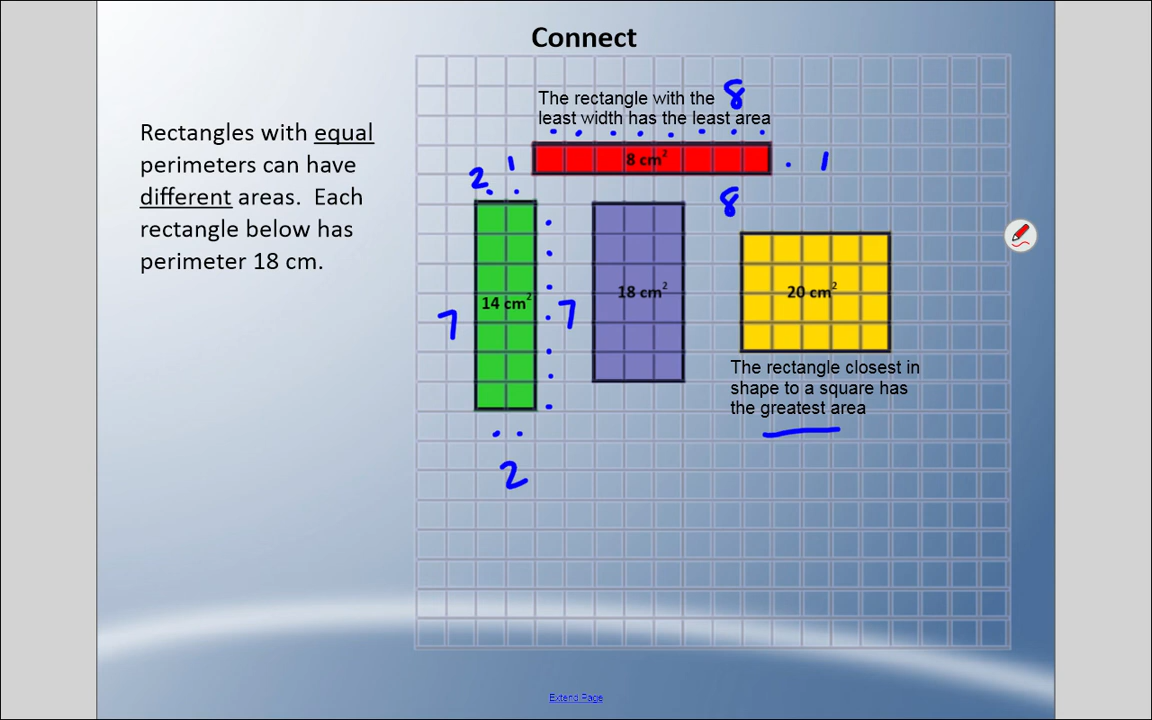 Connect
Rectangles with equal
perimeters can have
different areas.  Each
rectangle below has
perimeter 18 cm.
The rectangle with the
least width has the least area
8
8 cm²
1
1
8
2
14 cm²
7
7
2
18 cm²
20 cm²
The rectangle closest in
shape to a square has
the greatest area
Extend Page